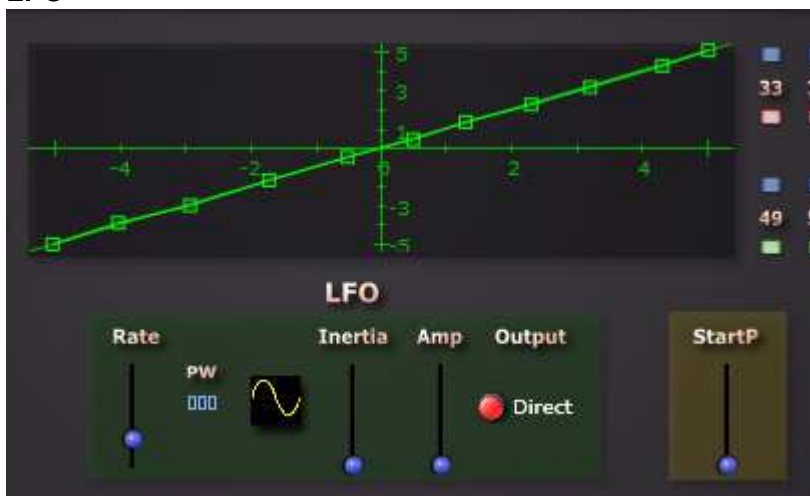 5
3
33
1
-4
-2
0
2
4
-3
49
-5
LFO
Rate
Inertia
Amp
Output
StartP
PW
Direct